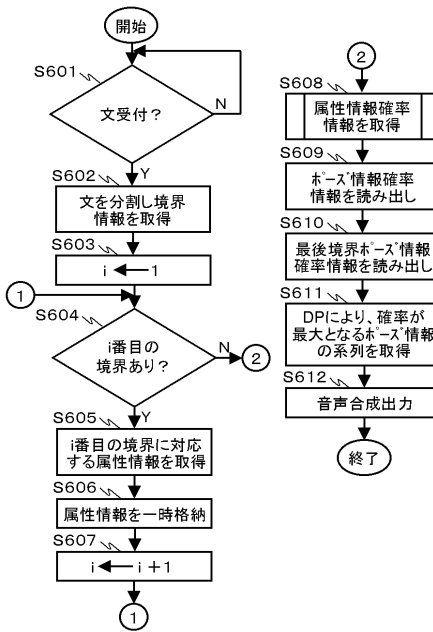 開始
S601
文受付？
N
Y
S602
文を分割し境界
情報を取得
S603
i ← 1
1
S604
i番目の
境界あり？
N
2
Y
S605
i番目の境界に対応
する属性情報を取得
S606
属性情報を一時格納
S607
i ← i＋1
1
2
S608
属性情報確率
情報を取得
S609
ﾎﾟｰｽﾞ情報確率
情報を読み出し
S610
最後境界ﾎﾟｰｽﾞ情報
確率情報を読み出し
S611
DPにより、確率が
最大となるﾎﾟｰｽﾞ情報
の系列を取得
S612
音声合成出力
終了